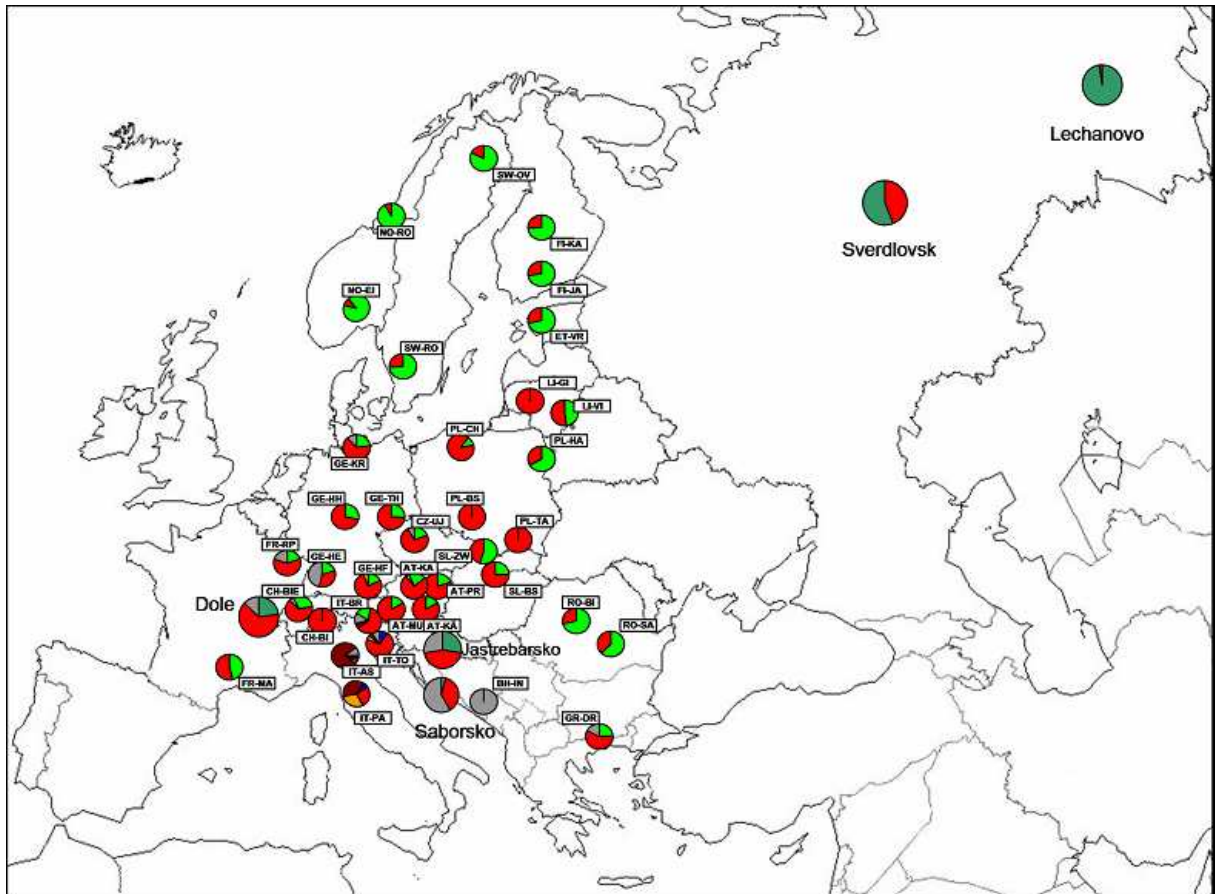 Lechanovo
SW-OV
NO-RO
Sverdlovsk
FI-KA
NO-EI
FI-JA
ET-VR
SW-RO
LI-GI
LI-VI
PL-CH
PL-HA
GE-KR
GE-HH
GE-TH
PL-BS
CZ-UJ
PL-TA
FR-RP
GE-HE
SL-ZW
GE-HF
AT-KA
CH-BIE
AT-PR
SL-BS
Dole
IT-BR
RO-BI
AT-MU
AT-KÄ
RO-SA
CH-BI
Jastrebarsko
IT-TO
IT-AS
FR-MA
BH-IN
IT-PA
Saborsko
GR-DR